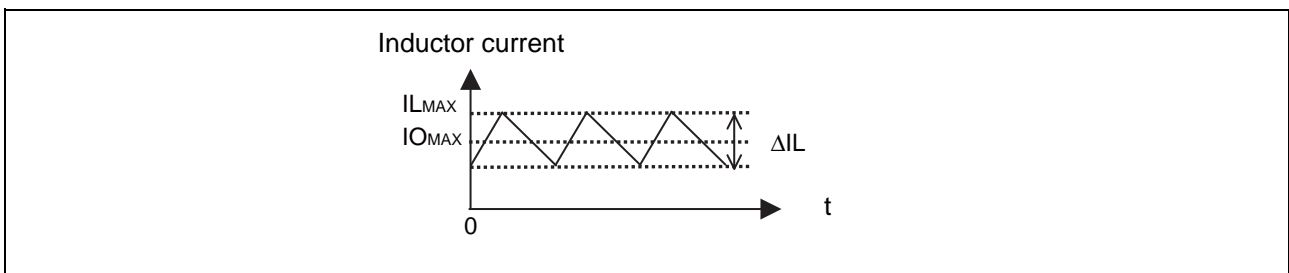 Inductor current
ILMAX
IOMAX
ΔIL
t
0